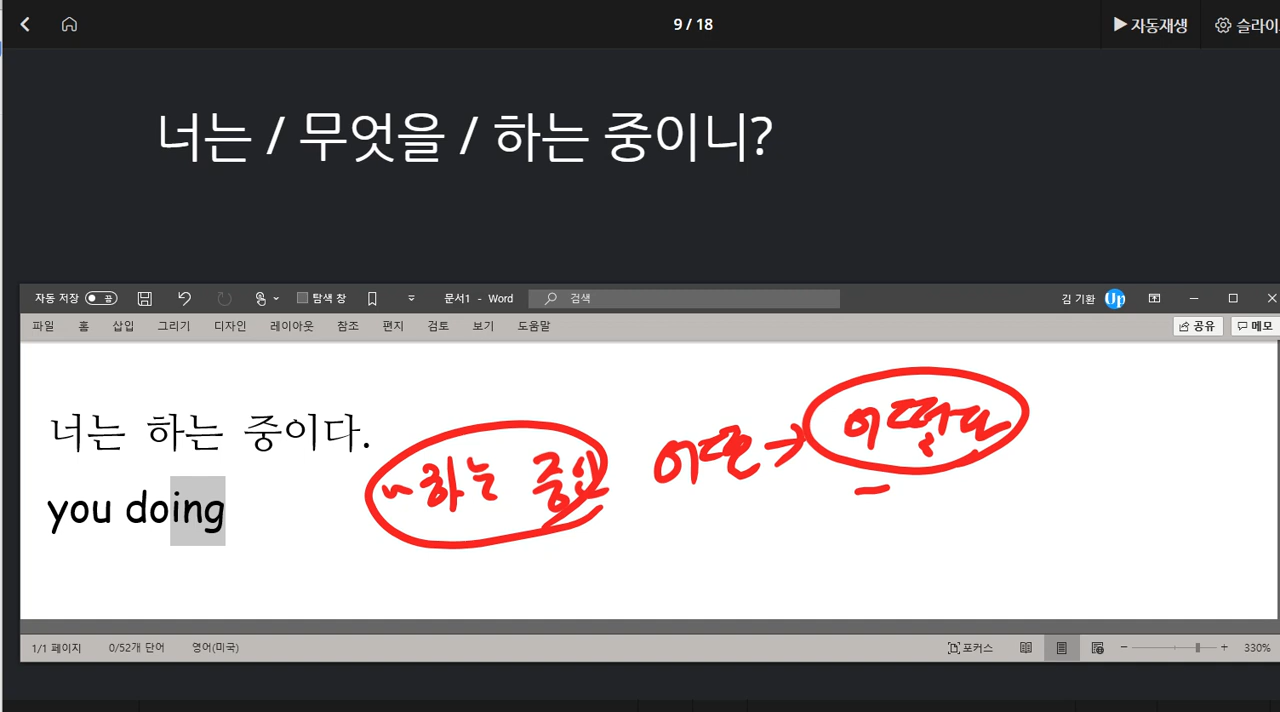 9 / 18
자동재생
슬라이
너는 / 무엇을 / 하는 중이니?
자동 저장
끔
탐색 창
문서1 - Word
검색
김 기환
Up
파일 홈 삽입 그리기 디자인 레이아웃 참조 편지 검토 보기 도움말
공유
메모
너는 하는 중이다.
~하는 중인
어떤 →
어떻다
you doing
1/1 페이지
0/52개 단어
영어(미국)
포커스
330%